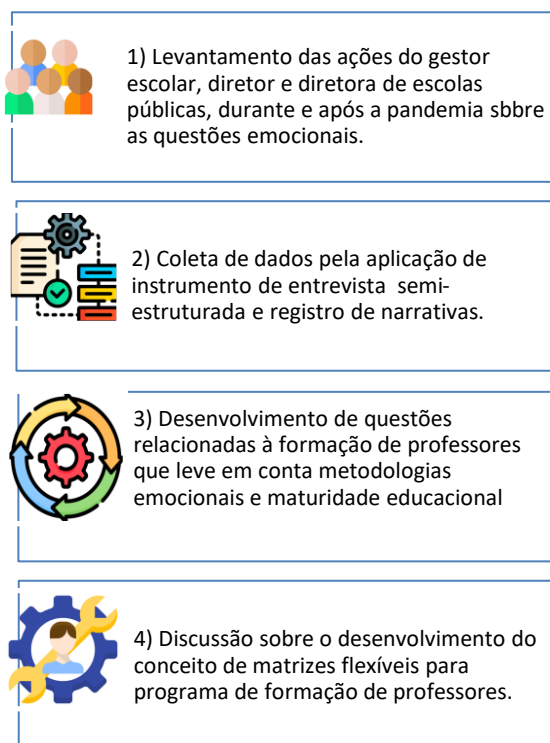 1) Levantamento das ações do gestor
escolar, diretor e diretora de escolas
públicas, durante e após a pandemia sbbre
as questões emocionais.
2) Coleta de dados pela aplicação de
instrumento de entrevista semi-
estruturada e registro de narrativas.
3) Desenvolvimento de questões
relacionadas à formação de professores
que leve em conta metodologias
emocionais e maturidade educacional
4) Discussão sobre o desenvolvimento do
conceito de matrizes flexíveis para
programa de formação de professores.